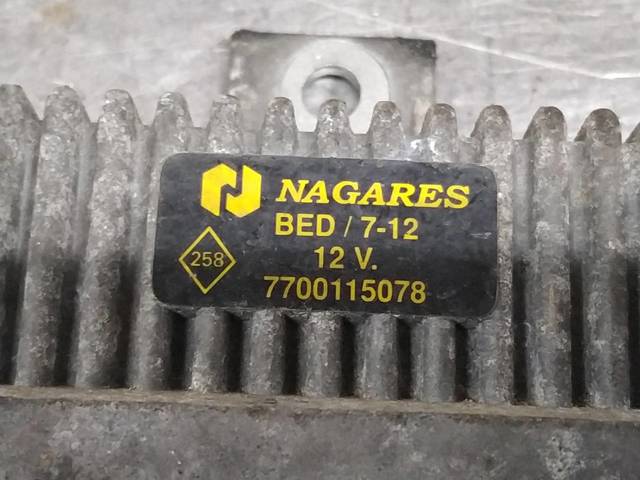 NAGARES
BED / 7-12
258
12 V.
7700115078